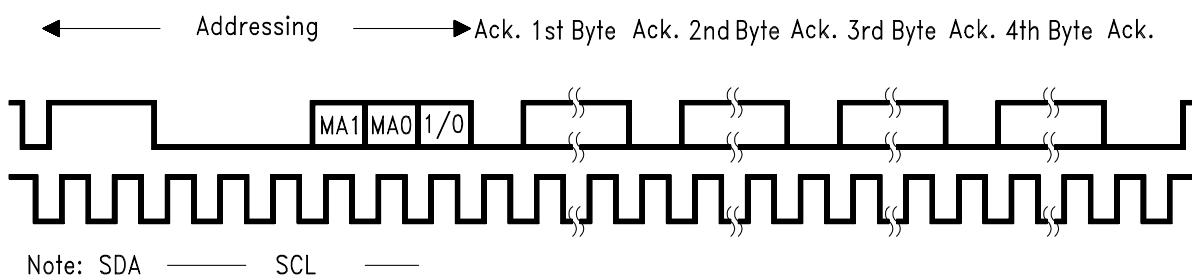 Addressing Ack. 1st Byte Ack. 2nd Byte Ack. 3rd Byte Ack. 4th Byte Ack.
MA1 MA0 1/0
Note: SDA SCL